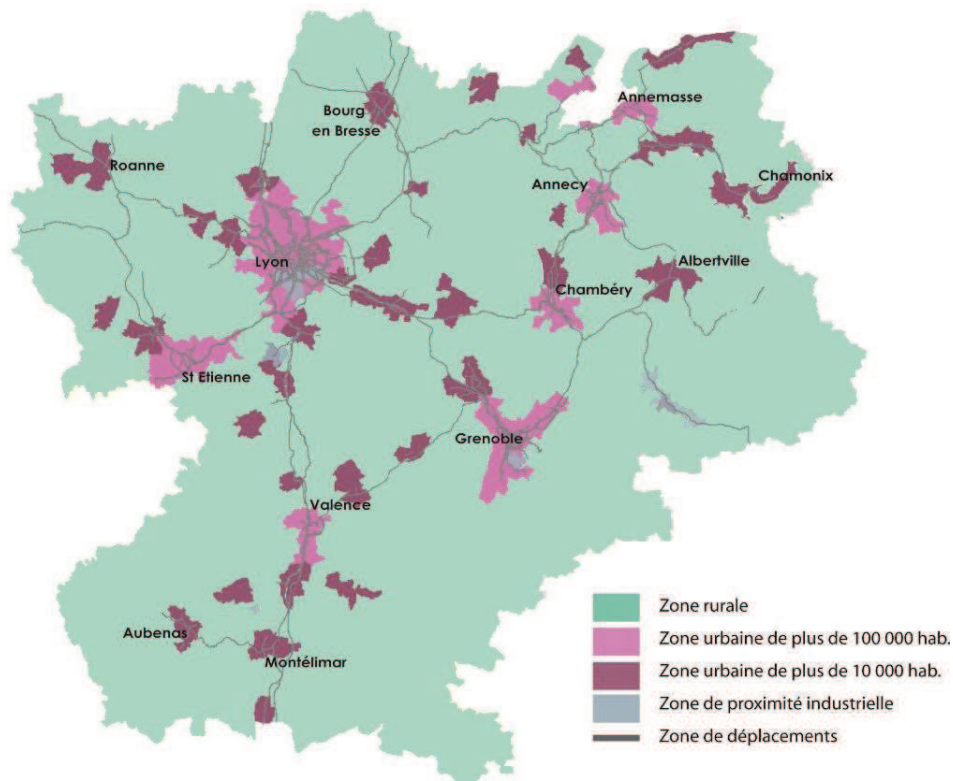 Annemasse
Bourg
en Bresse
Roanne
Chamonix
Annecy
Lyon
Albertville
Chambéry
St Etienne
Grenoble
Valence
Aubenas
Montélimar
Zone rurale
Zone urbaine de plus de 100 000 hab.
Zone urbaine de plus de 10 000 hab.
Zone de proximité industrielle
Zone de déplacements